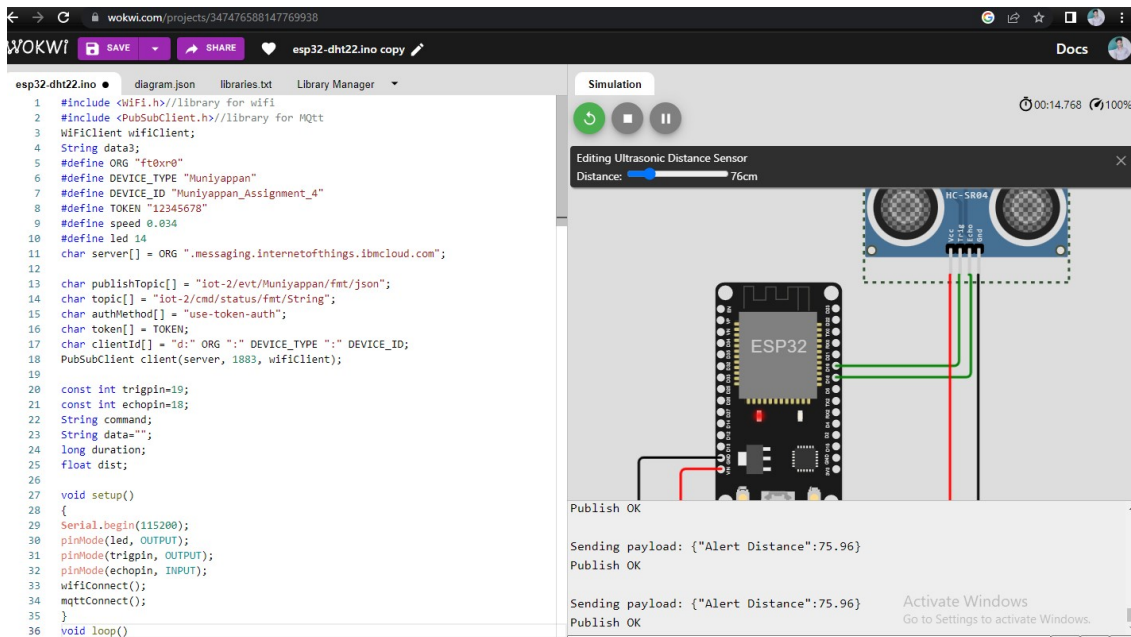 wokwi.com/projects/347476588147769938
WOKWi SAVE SHARE esp32-dht22.ino copy Docs
esp32-dht22.ino diagram.json libraries.txt Library Manager
1 #include <WiFi.h>//library for wifi
2 #include <PubSubClient.h>//library for MQtt
3 WiFiClient wifiClient;
4 String data3;
5 #define ORG "ft0xr0"
6 #define DEVICE_TYPE "Muniyappan"
7 #define DEVICE_ID "Muniyappan_Assignment_4"
8 #define TOKEN "12345678"
9 #define speed 0.034
10 #define led 14
11 char server[] = ORG ".messaging.internetofthings.ibmcloud.com";
12
13 char publishTopic[] = "iot-2/evt/Muniyappan/fmt/json";
14 char topic[] = "iot-2/cmd/status/fmt/String";
15 char authMethod[] = "use-token-auth";
16 char token[] = TOKEN;
17 char clientId[] = "d:" ORG ":" DEVICE_TYPE ":" DEVICE_ID;
18 PubSubClient client(server, 1883, wifiClient);
19
20 const int trigpin=19;
21 const int echopin=18;
22 String command;
23 String data="";
24 long duration;
25 float dist;
26
27 void setup()
28 {
29 Serial.begin(115200);
30 pinMode(led, OUTPUT);
31 pinMode(trigpin, OUTPUT);
32 pinMode(echopin, INPUT);
33 wifiConnect();
34 mqttConnect();
35 }
36 void loop()
Simulation
00:14.768 100%
Editing Ultrasonic Distance Sensor
Distance: 76cm
HC-SR04
Vcc Trig Echo Gnd
ESP32
Publish OK
Sending payload: {"Alert Distance":75.96}
Publish OK
Sending payload: {"Alert Distance":75.96}
Publish OK
Activate Windows
Go to Settings to activate Windows.